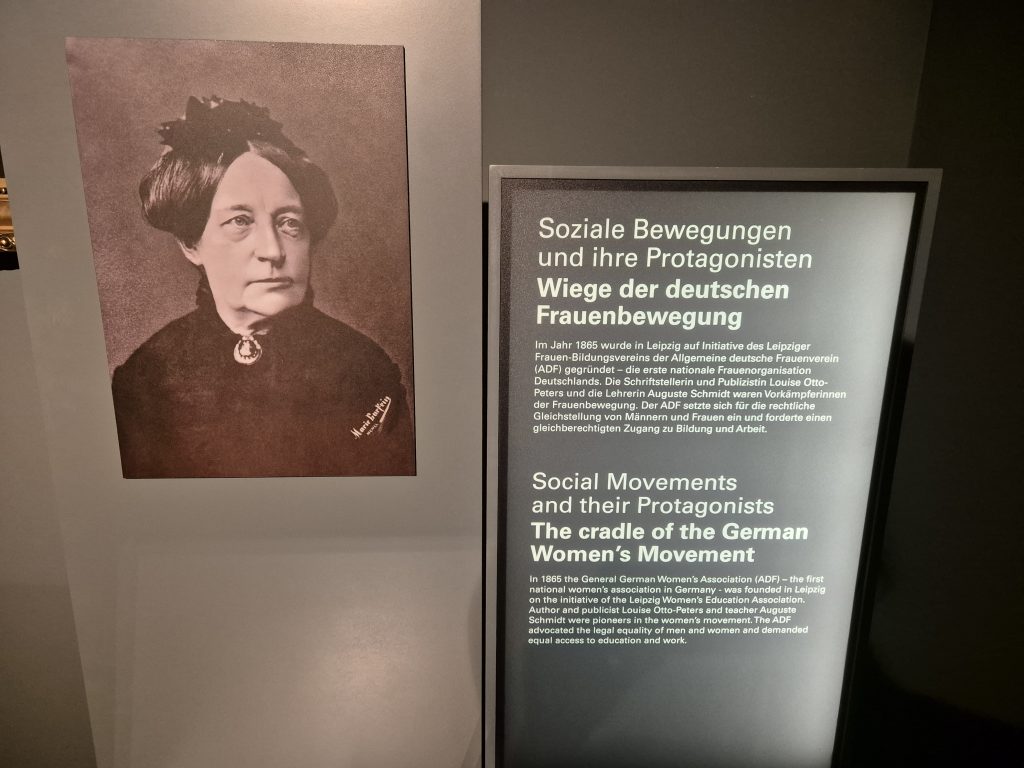 Soziale Bewegungen
und ihre Protagonisten
Wiege der deutschen
Frauenbewegung
Im Jahr 1865 wurde in Leipzig auf Initiative des Leipziger
Frauen-Bildungsvereins der Allgemeine deutsche Frauenverein
(ADF) gegründet – die erste nationale Frauenorganisation
Deutschlands. Die Schriftstellerin und Publizistin Louise Otto-
Peters und die Lehrerin Auguste Schmidt waren Vorkämpferinnen
der Frauenbewegung. Der ADF setzte sich für die rechtliche
Gleichstellung von Männern und Frauen ein und forderte einen
gleichberechtigten Zugang zu Bildung und Arbeit.
Social Movements
and their Protagonists
The cradle of the German
Women's Movement
In 1865 the General German Women's Association (ADF) – the first
national women's association in Germany - was founded in Leipzig
on the initiative of the Leipzig Women's Education Association.
Author and publicist Louise Otto-Peters and teacher Auguste
Schmidt were pioneers in the women's movement. The ADF
advocated the legal equality of men and women and demanded
equal access to education and work.